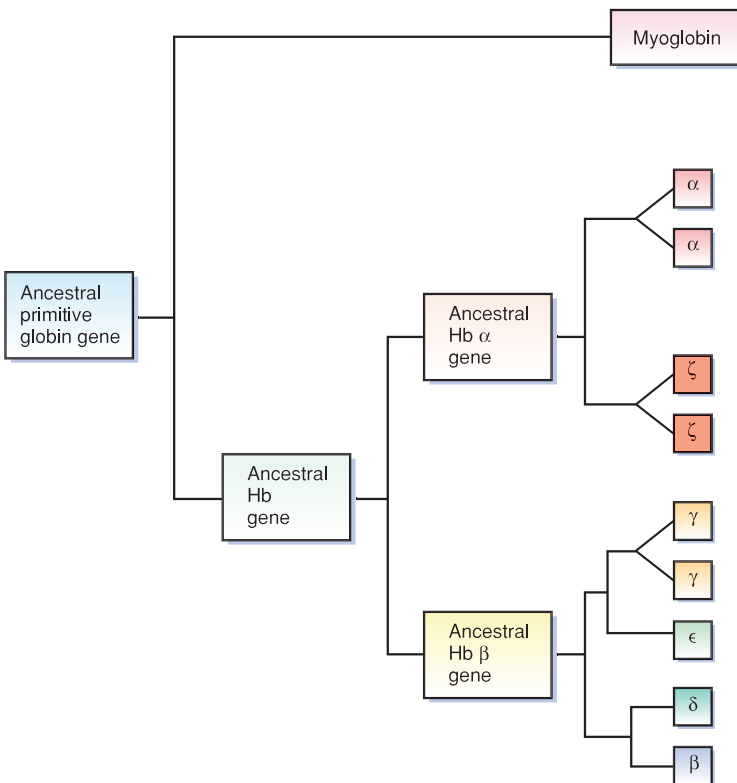 Myoglobin
α
α
Ancestral
primitive
globin gene
Ancestral
Hb α
gene
ζ
ζ
Ancestral
Hb
gene
γ
γ
Ancestral
Hb β
gene
ϵ
δ
β